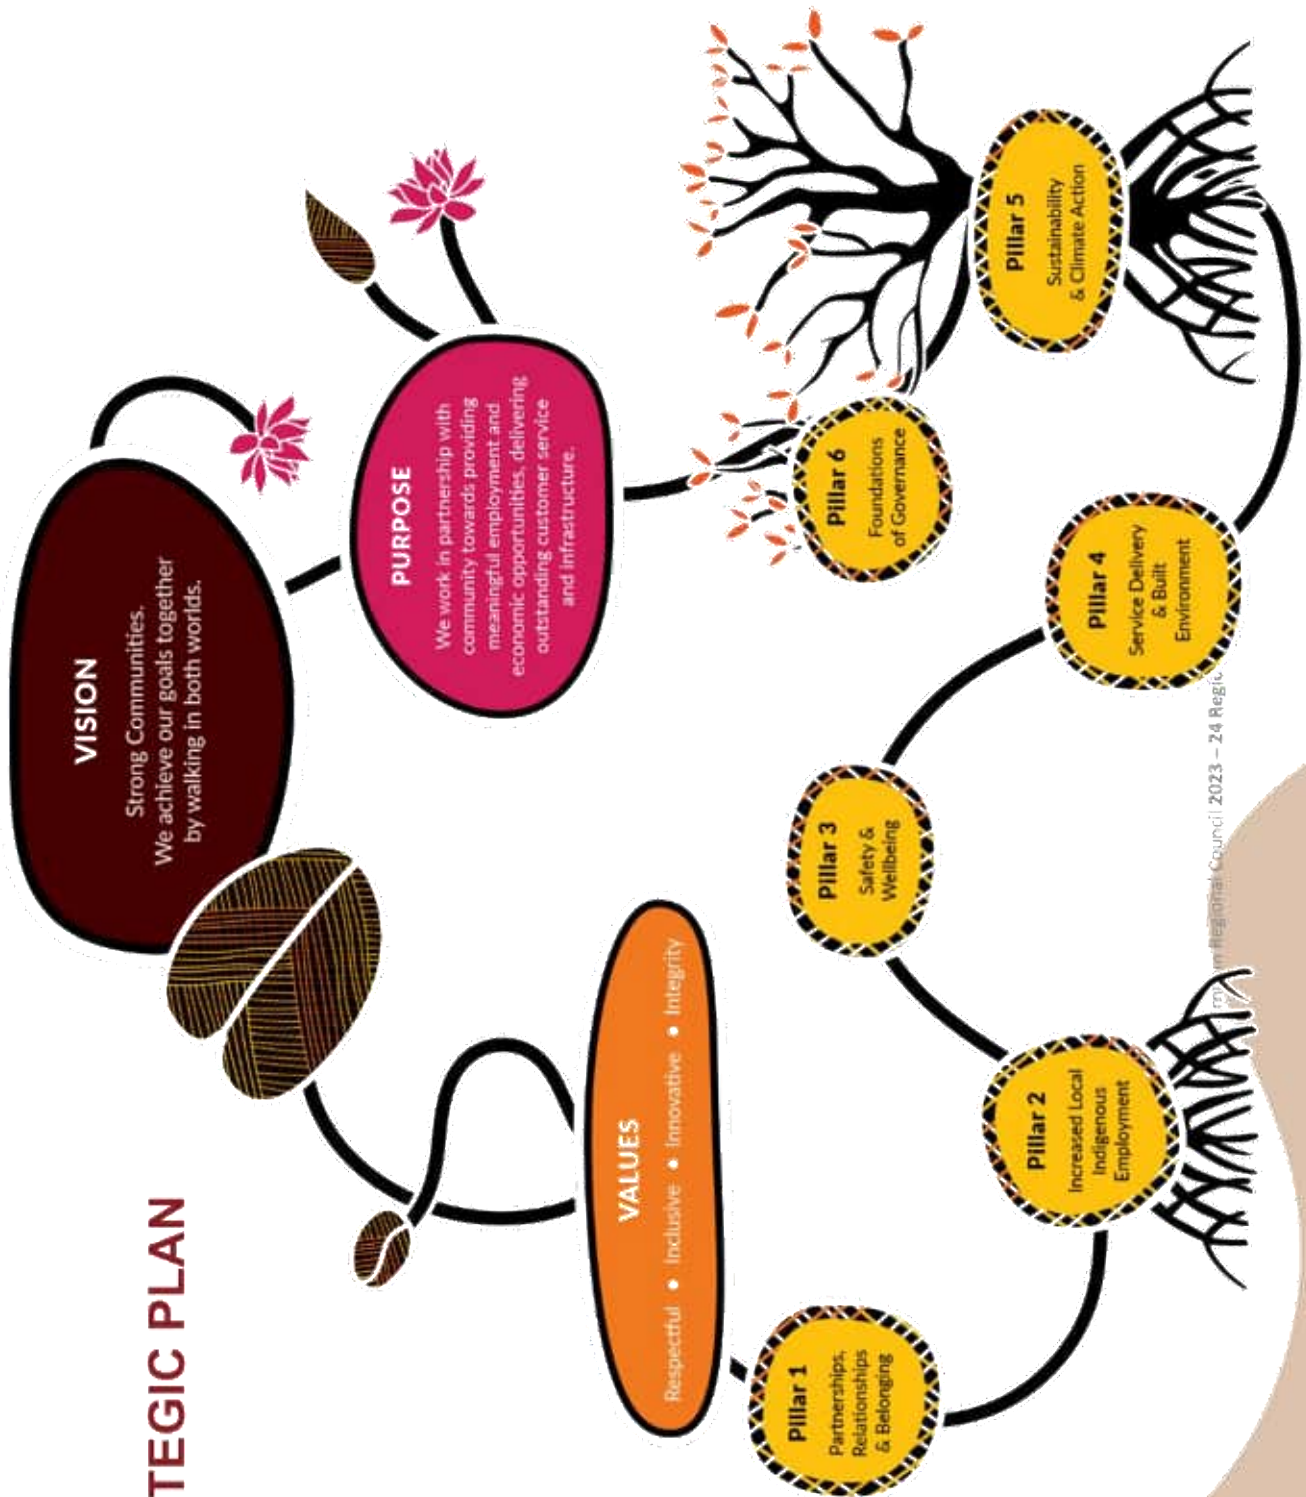 TEGIC PLAN
VISION
Strong Communities.
We achieve our goals together
by walking in both worlds.
PURPOSE
We work in partnership with
community towards providing
meaningful employment and
economic opportunities, delivering
outstanding customer service
and infrastructure.
VALUES
Respectful • Inclusive • Innovative • Integrity
Pillar 1
Partnerships,
Relationships
& Belonging
Pillar 2
Increased Local
Indigenous
Employment
Pillar 3
Safety &
Wellbeing
Pillar 4
Service Delivery
& Built
Environment
Pillar 5
Sustainability
& Climate Action
Pillar 6
Foundations
of Governance
Regional Council 2023 – 24